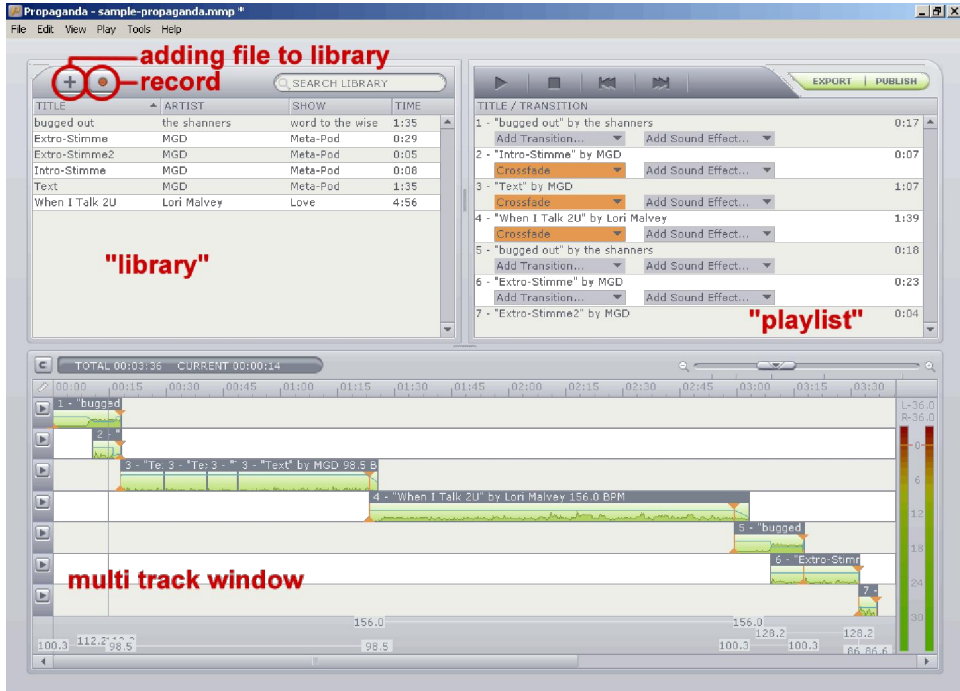 Propaganda - sample-propaganda.mmp *
File Edit View Play Tools Help
adding file to library
record
SEARCH LIBRARY
TITLE ARTIST SHOW TIME
bugged out the shanners word to the wise 1:35
Extro-Stimme MGD Meta-Pod 0:29
Extro-Stimme2 MGD Meta-Pod 0:05
Intro-Stimme MGD Meta-Pod 0:08
Text MGD Meta-Pod 1:35
When I Talk 2U Lori Malvey Love 4:56
"library"
EXPORT | PUBLISH
TITLE / TRANSITION
1 - "bugged out" by the shanners 0:17
Add Transition... Add Sound Effect...
2 - "Intro-Stimme" by MGD 0:07
Crossfade Add Sound Effect...
3 - "Text" by MGD 1:07
Crossfade Add Sound Effect...
4 - "When I Talk 2U" by Lori Malvey 1:39
Crossfade Add Sound Effect...
5 - "bugged out" by the shanners 0:18
Add Transition... Add Sound Effect...
6 - "Extro-Stimme" by MGD 0:23
Add Transition... Add Sound Effect...
7 - "Extro-Stimme2" by MGD 0:04
"playlist"
C TOTAL 00:03:36 CURRENT 00:00:14
00:00 00:15 00:30 00:45 01:00 01:15 01:30 01:45 02:00 02:15 02:30 02:45 03:00 03:15 03:30
L-36.0
R-36.0
1 - "bugged
2 - "
3 - "Te: 3 - "Te: 3 - "T 3 - "Text" by MGD 98.5 B
4 - "When I Talk 2U" by Lori Malvey 156.0 BPM
5 - "bugged
6 - "Extro-Stimm
7 -
multi track window
0
6
12
18
24
30
156.0 156.0
128.2 128.2
100.3 112.2 98.5 98.5 100.3 100.3 86.6